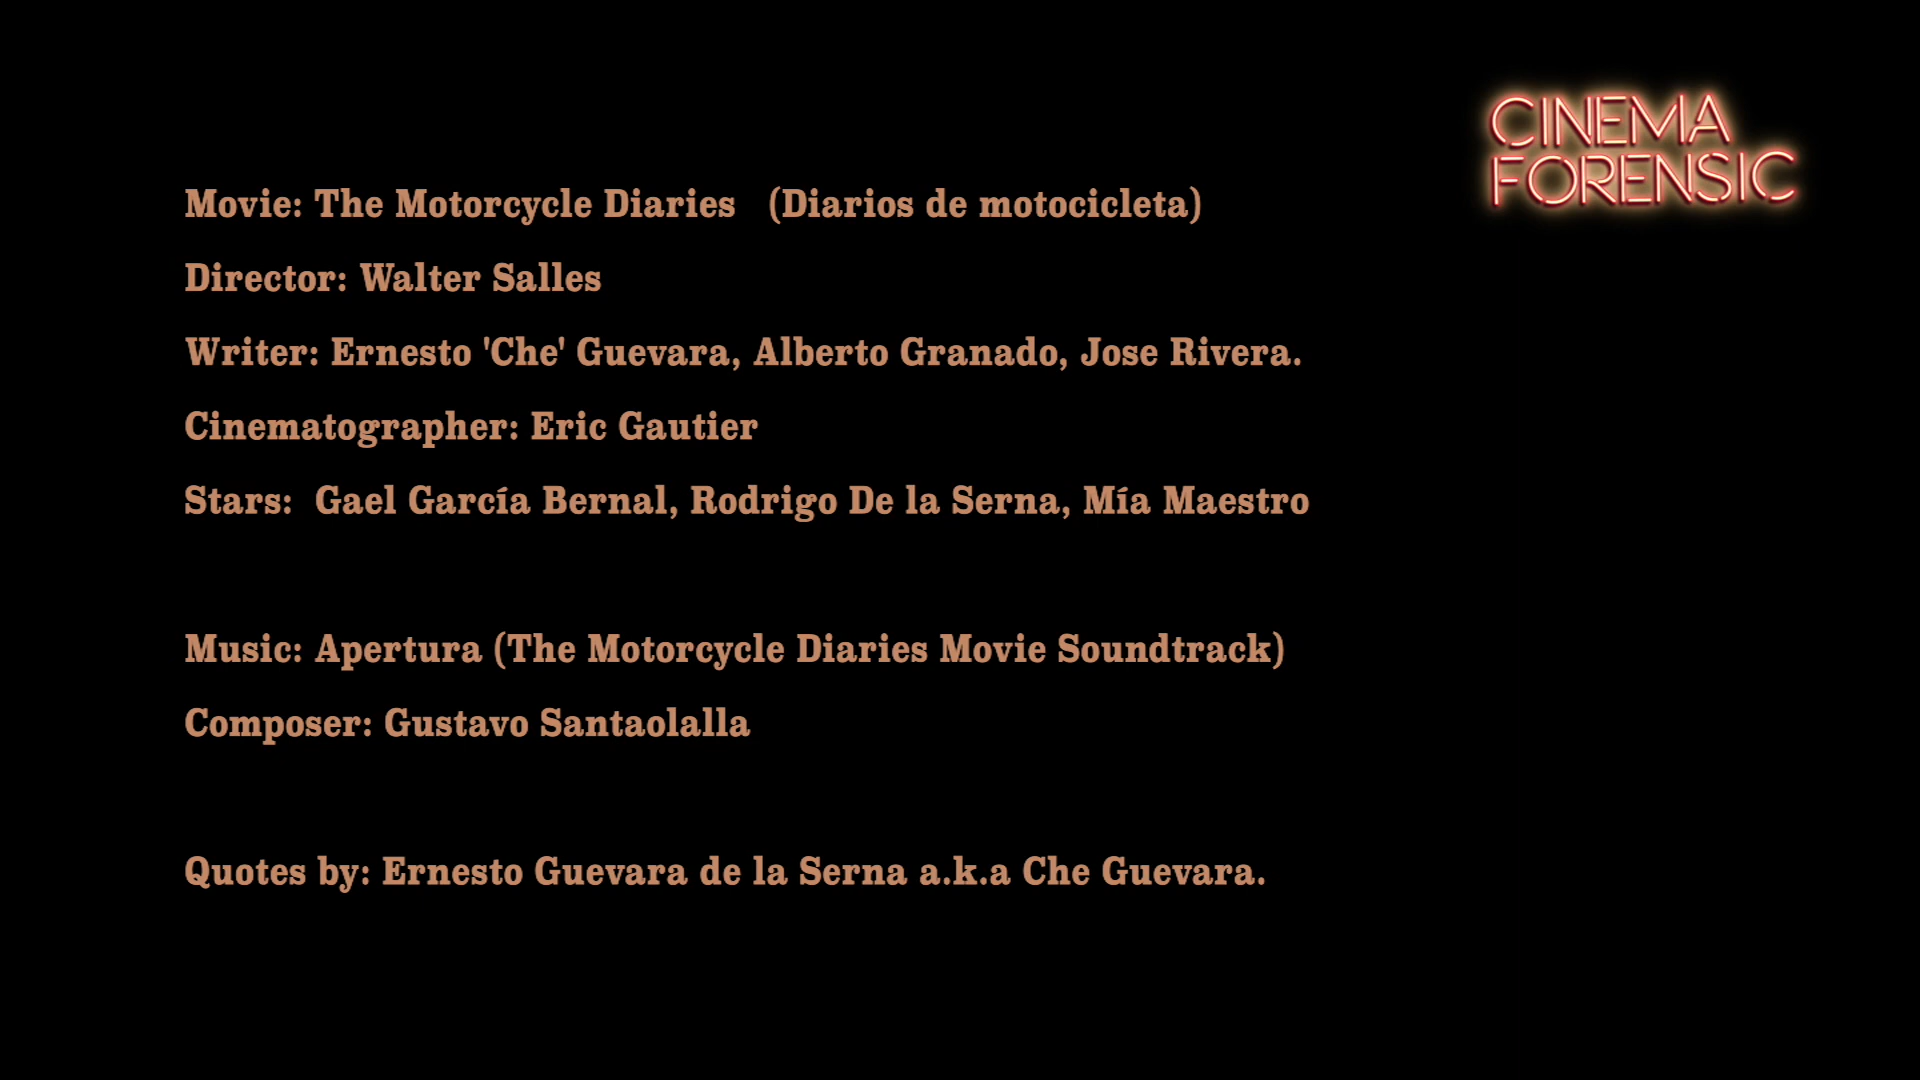 CINEMA
FORENSIC
Movie: The Motorcycle Diaries (Diarios de motocicleta)
Director: Walter Salles
Writer: Ernesto 'Che' Guevara, Alberto Granado, Jose Rivera.
Cinematographer: Eric Gautier
Stars: Gael García Bernal, Rodrigo De la Serna, Mía Maestro
Music: Apertura (The Motorcycle Diaries Movie Soundtrack)
Composer: Gustavo Santaolalla
Quotes by: Ernesto Guevara de la Serna a.k.a Che Guevara.